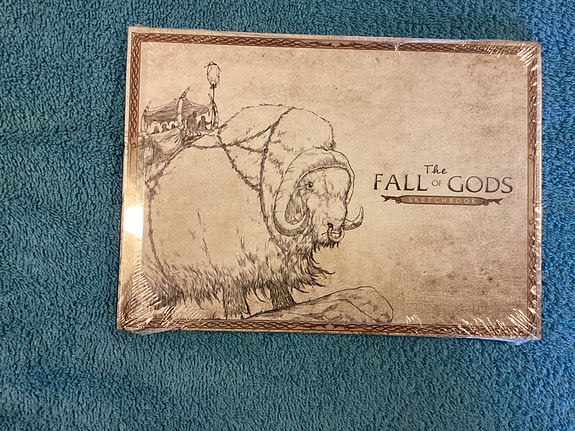 The
FALL OF GODS
SKETCHBOOK